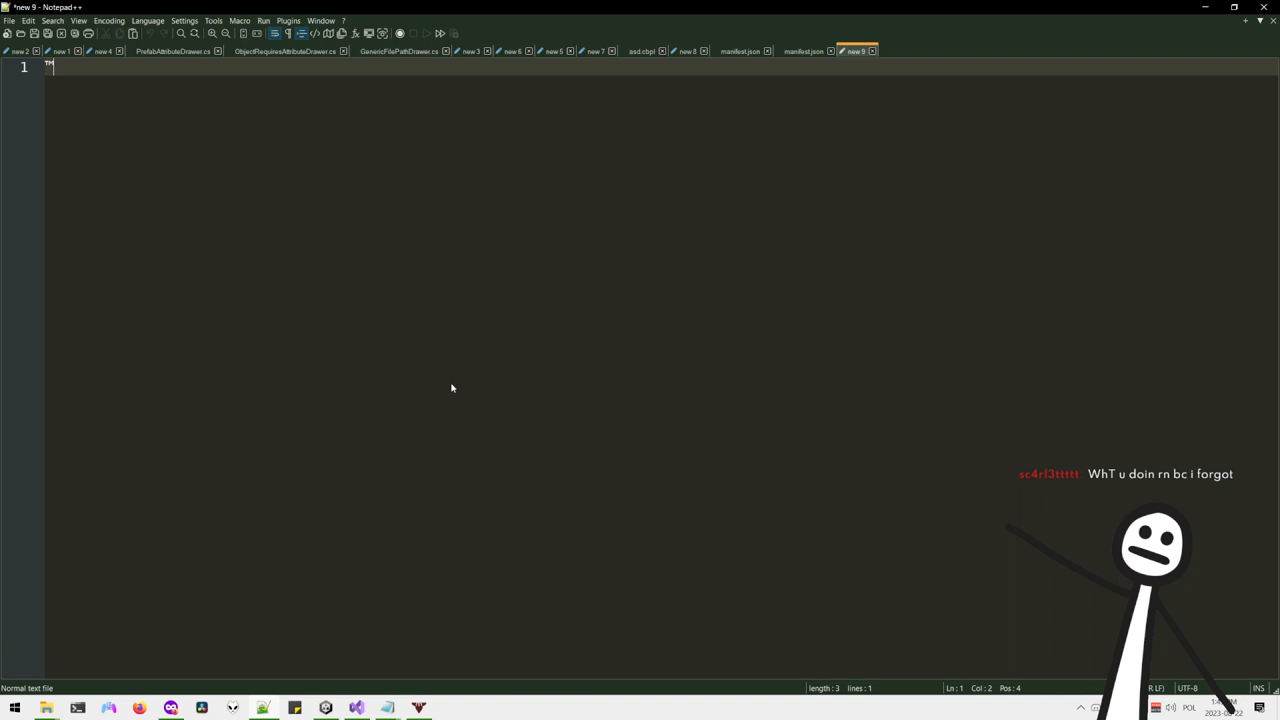 *new 9 - Notepad++
File Edit Search View Encoding Language Settings Tools Macro Run Plugins Window ?
new 2 new 1 new 4 PrefabAttributeDrawer.cs ObjectRequiresAttributeDrawer.cs GenericFilePathDrawer.cs new 3 new 6 new 5 new 7 asd.cbpl new 8 manifest.json manifest.json new 9
1 ™
sc4rl3ttttt: WhT u doin rn bc i forgot
Normal text file length : 3 lines : 1 Ln : 1 Col : 2 Pos : 4 R LF) UTF-8 INS
POL